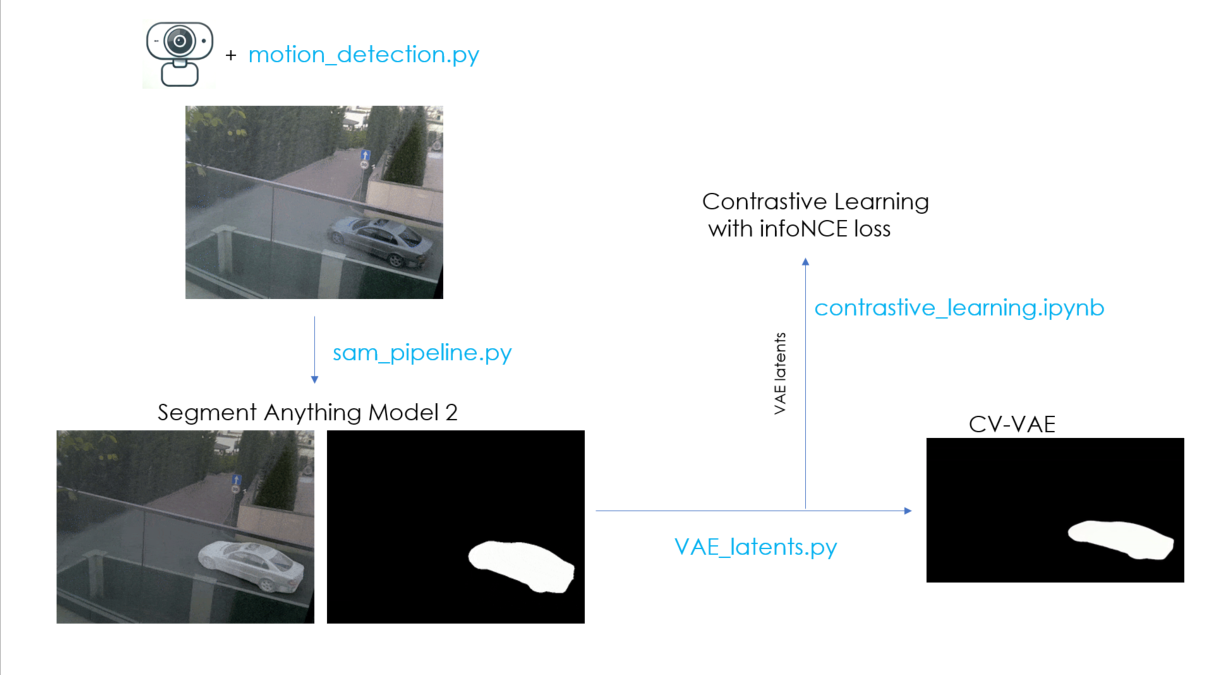 + motion_detection.py
sam_pipeline.py
Segment Anything Model 2
Contrastive Learning
with infoNCE loss
contrastive_learning.ipynb
VAE latents
VAE_latents.py
CV-VAE